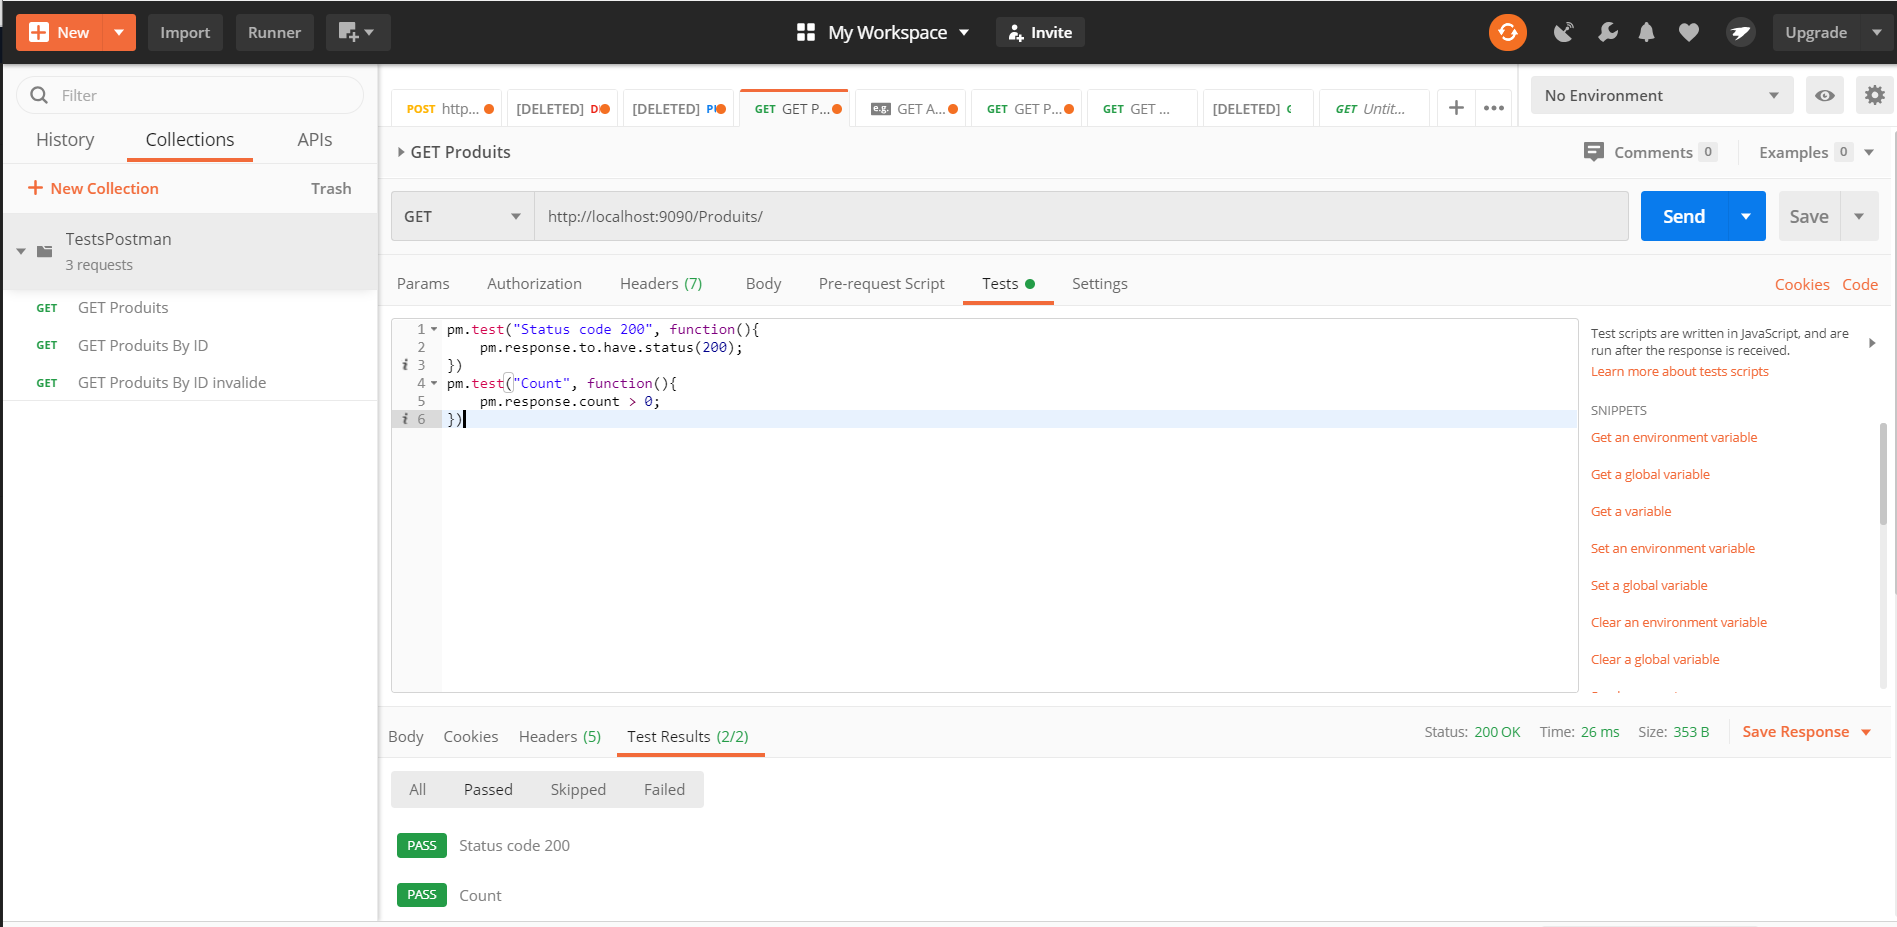 New
Import
Runner
My Workspace
Invite
Upgrade
Filter
History
Collections
APIs
New Collection
Trash
TestsPostman
3 requests
GET GET Produits
GET GET Produits By ID
GET GET Produits By ID invalide
POST http...
[DELETED]
[DELETED]
GET GET P...
e.g. GET A...
GET GET P...
GET GET ...
[DELETED]
GET Untit...
No Environment
GET Produits
Comments 0
Examples 0
GET
http://localhost:9090/Produits/
Send
Save
Params
Authorization
Headers (7)
Body
Pre-request Script
Tests
Settings
Cookies
Code
1 pm.test("Status code 200", function(){
2 pm.response.to.have.status(200);
i 3 })
4 pm.test("Count", function(){
5 pm.response.count > 0;
i 6 })
Test scripts are written in JavaScript, and are
run after the response is received.
Learn more about tests scripts
SNIPPETS
Get an environment variable
Get a global variable
Get a variable
Set an environment variable
Set a global variable
Clear an environment variable
Clear a global variable
Body
Cookies
Headers (5)
Test Results (2/2)
Status: 200 OK
Time: 26 ms
Size: 353 B
Save Response
All
Passed
Skipped
Failed
PASS Status code 200
PASS Count